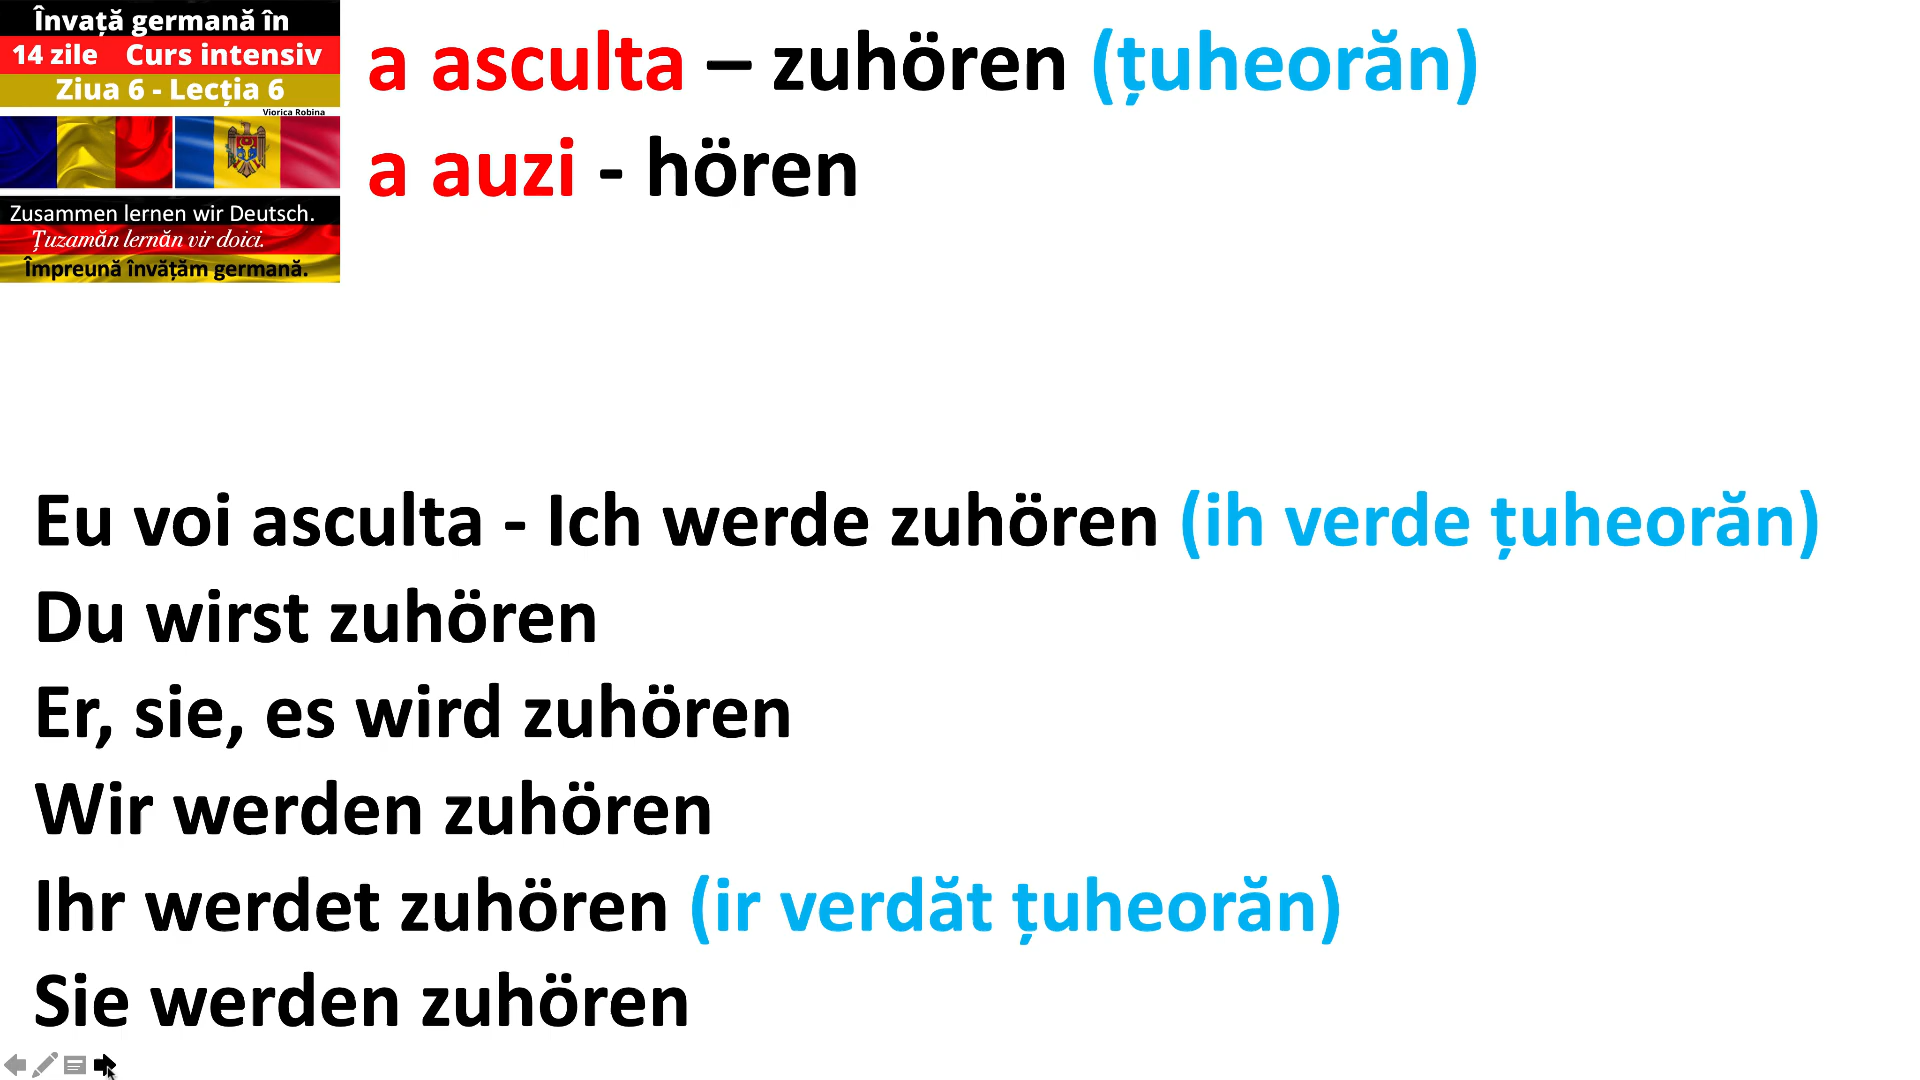 Învață germană în
14 zile Curs intensiv
Ziua 6 - Lecția 6
Viorica Robina
Zusammen lernen wir Deutsch.
Țuzamăn lernăn vir doici.
Împreună învățăm germană.
a asculta – zuhören (țuheorăn)
a auzi - hören
Eu voi asculta - Ich werde zuhören (ih verde țuheorăn)
Du wirst zuhören
Er, sie, es wird zuhören
Wir werden zuhören
Ihr werdet zuhören (ir verdăt țuheorăn)
Sie werden zuhören